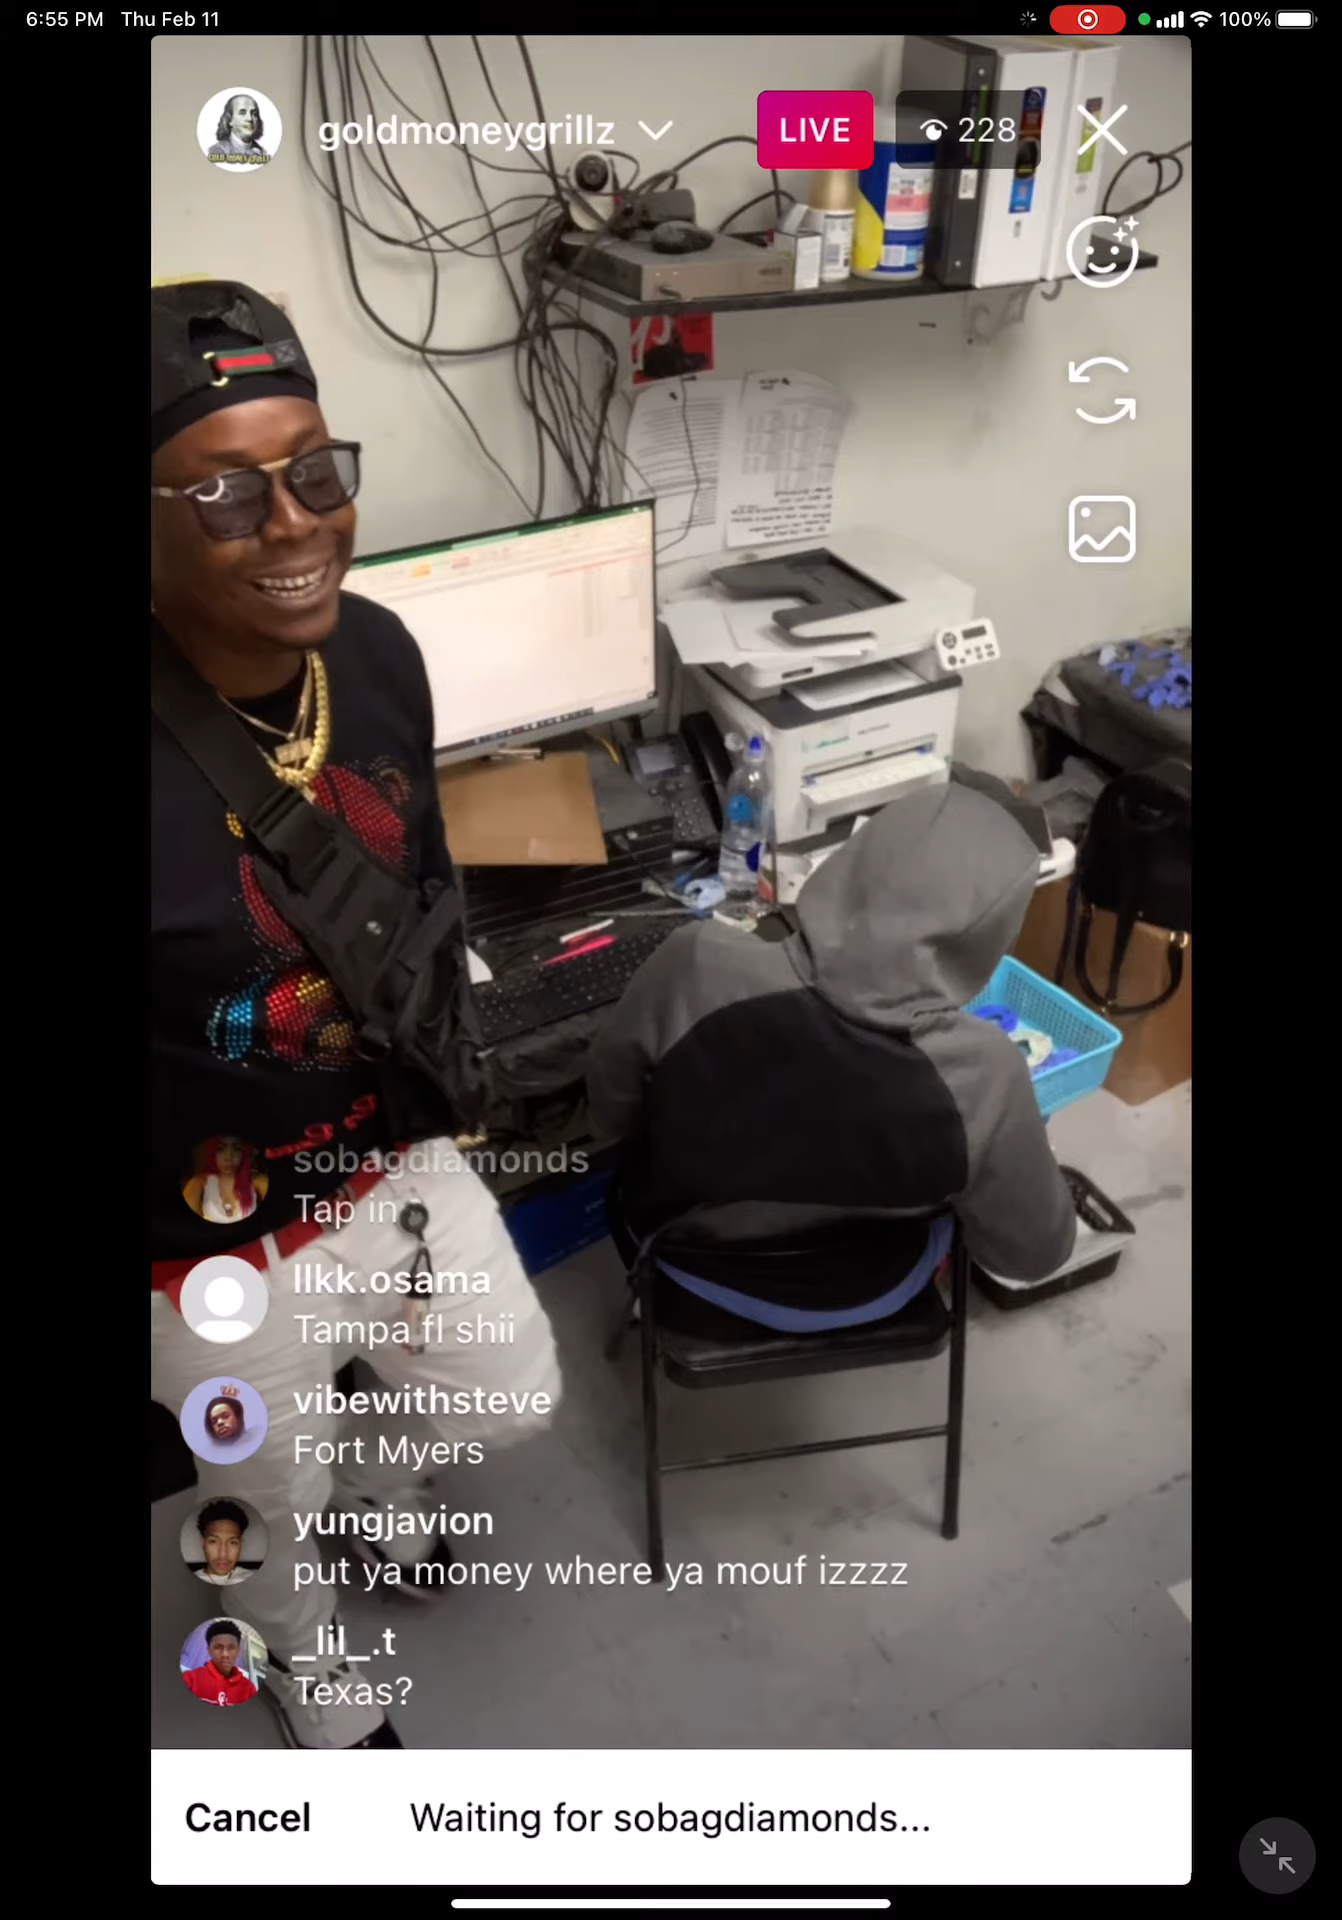 6:55 PM Thu Feb 11
100%
goldmoneygrillz
LIVE
228
sobagdiamonds
Tap in
llkk.osama
Tampa fl shii
vibewithsteve
Fort Myers
yungjavion
put ya money where ya mouf izzzz
_lil_.t
Texas?
Cancel
Waiting for sobagdiamonds...